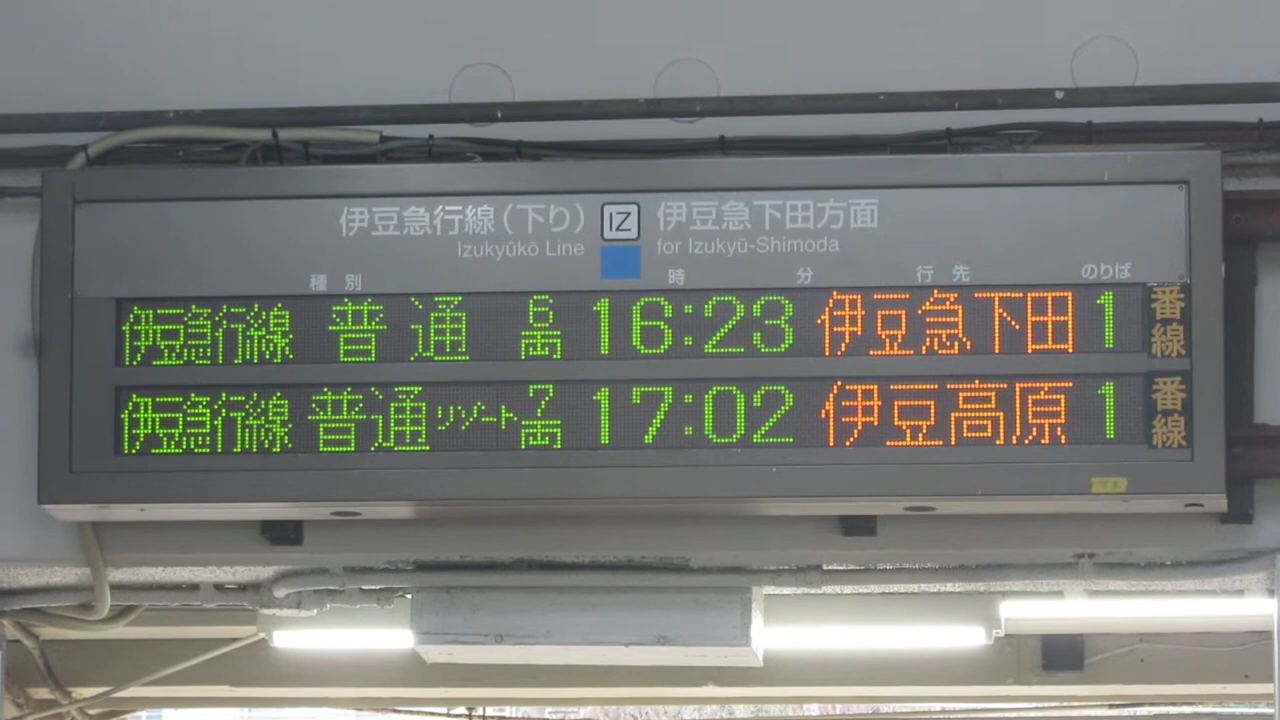 伊豆急行線(下り) IZ 伊豆急下田方面
Izukyūkō Line for Izukyū-Shimoda
種別 時 分 行先 のりば
伊豆急行線 普通 6両 16:23 伊豆急下田 1 番線
伊豆急行線 普通リゾート7両 17:02 伊豆高原 1 番線